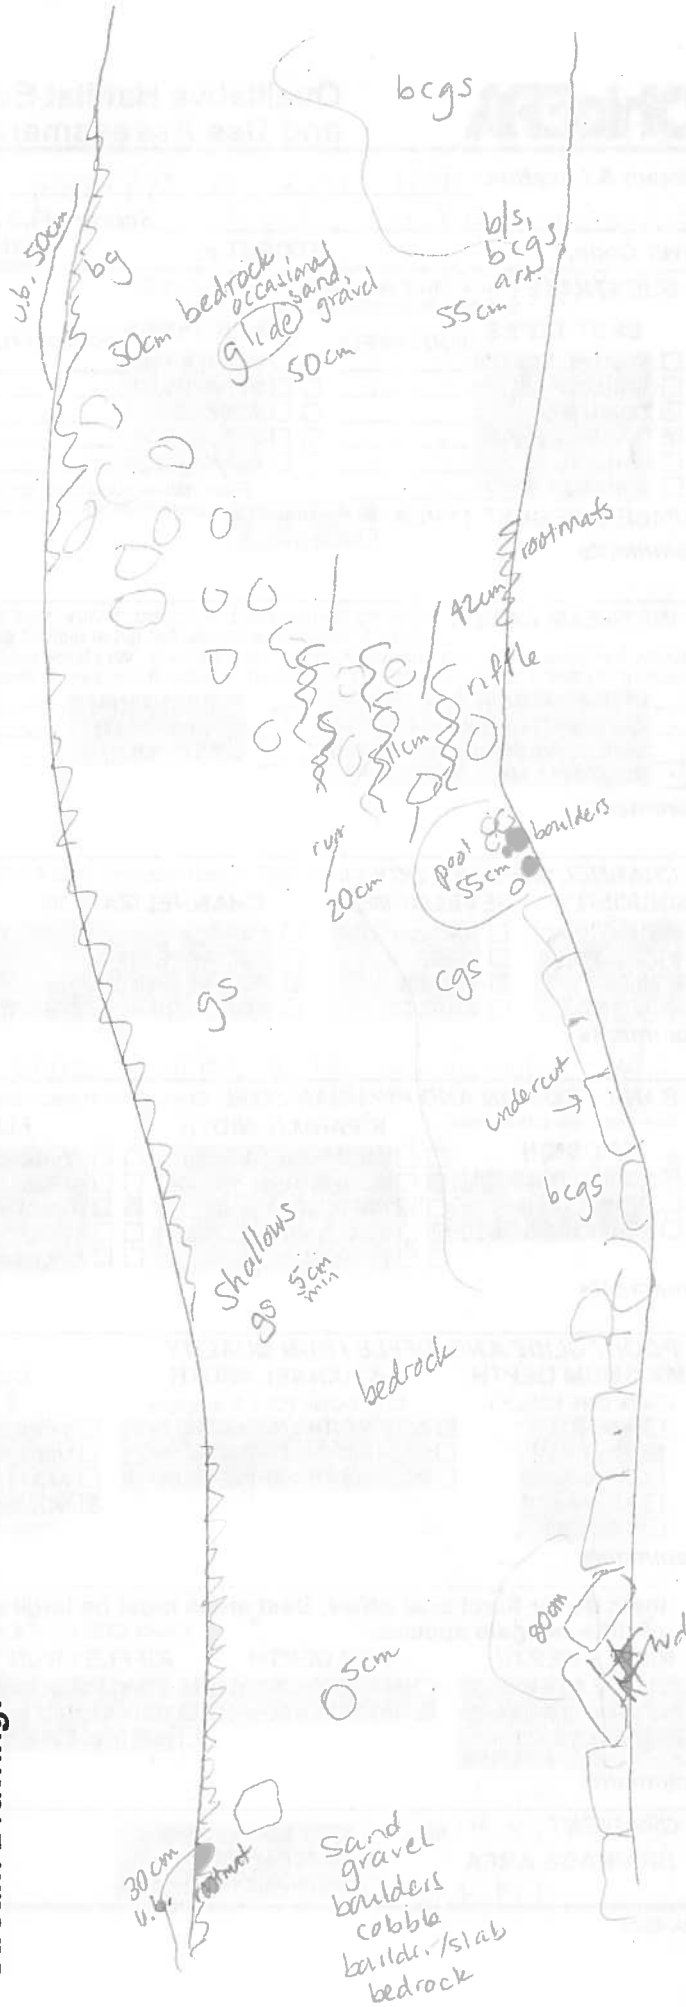 bcgs
u.b. 50cm
bg
50cm
bedrock,
occasional
sand,
gravel
glide
50cm
b/s,
bcgs,
art
55cm
rootmats
42cm
riffle
11cm
boulders
pool
55cm
run
20cm
cgs
gs
undercut
bcgs
shallows
gs 5cm
min
bedrock
80cm
5cm
30cm
u.b.
rootmat
Sand
gravel
boulders
cobble
boulder/slab
bedrock